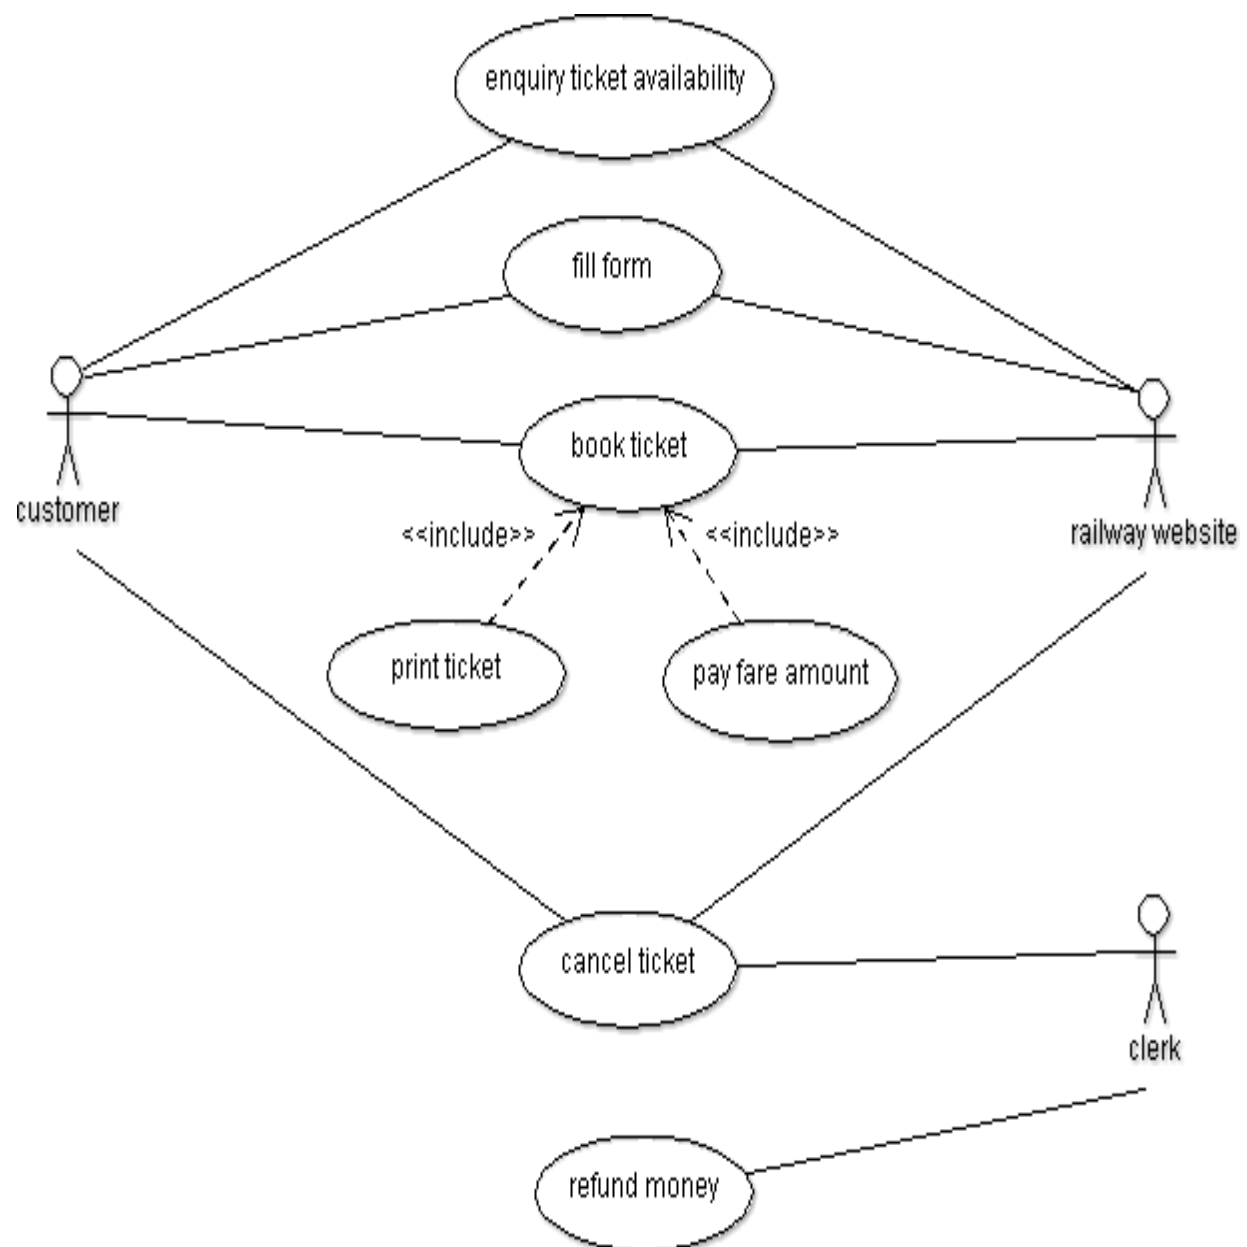 enquiry ticket availability
fill form
book ticket
customer
railway website
<<include>>
<<include>>
print ticket
pay fare amount
cancel ticket
clerk
refund money